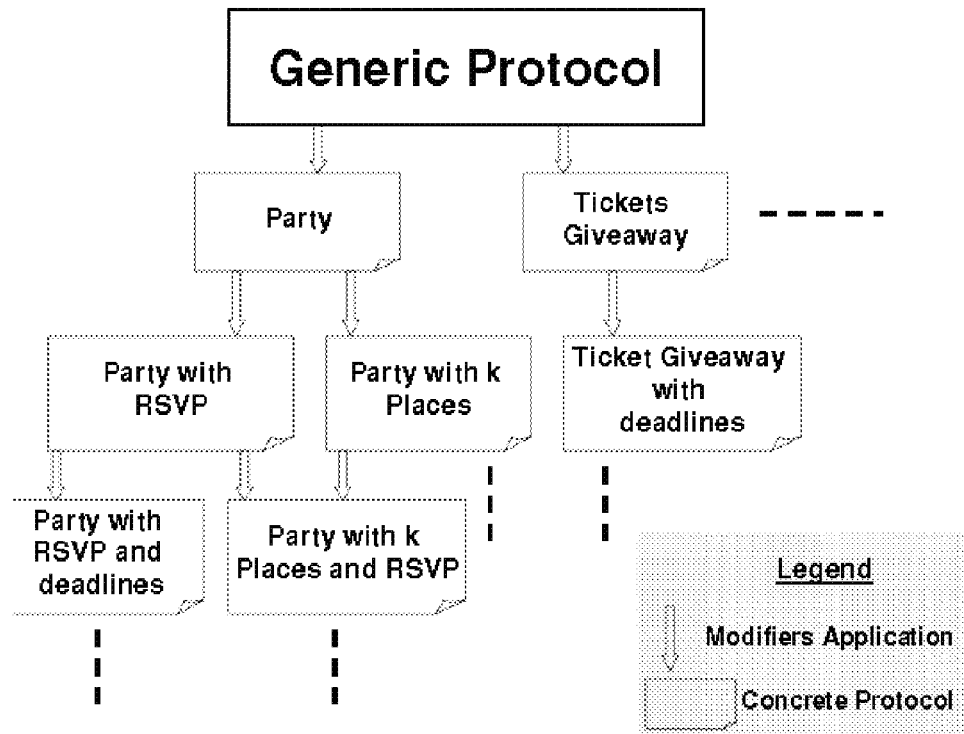 Generic Protocol
Party
Tickets
Giveaway
Party with
RSVP
Party with k
Places
Ticket Giveaway
with
deadlines
Party with
RSVP and
deadlines
Party with k
Places and RSVP
Legend
Modifiers Application
Concrete Protocol